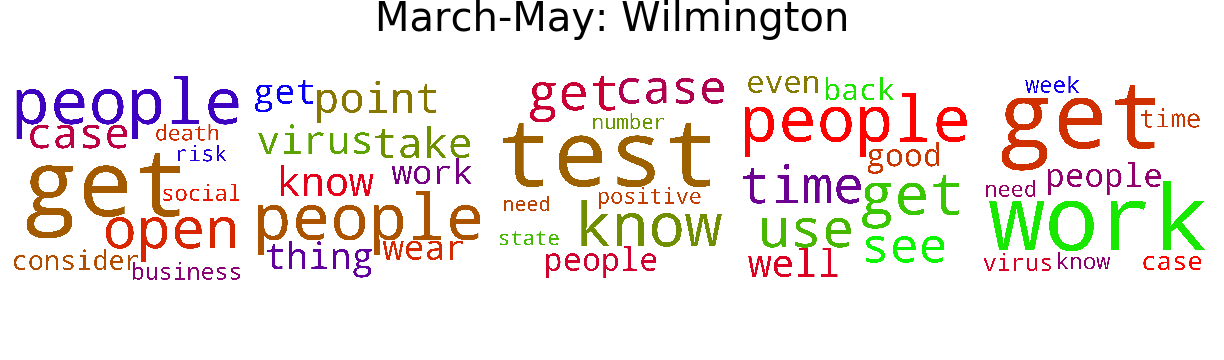 March-May: Wilmington
people
case
death
risk
get
social
open
consider
business
get
point
virus
take
know
work
people
wear
thing
get
case
number
test
need
positive
state
know
people
even
back
people
good
time
get
use
see
well
week
get
time
need
people
work
virus
know
case